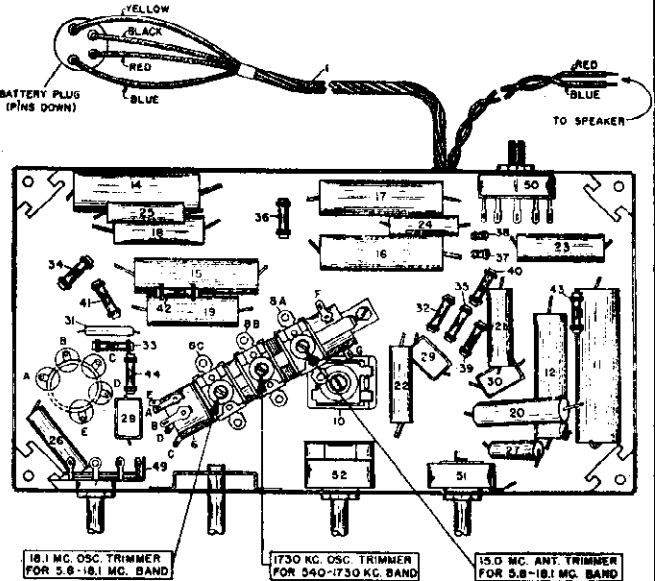 YELLOW
BLACK
RED
BLUE
BATTERY PLUG
(PINS DOWN)
1
RED
BLUE
TO SPEAKER
14
25
18
36
17
24
16
50
38
37
23
34
41
15
42
19
8A
F
40
43
31
33
B
C
A
D
44
E
8B
8C
32
35
39
21
22
29
30
12
11
G
10
20
27
E
A
B
D
C
6
28
26
49
52
51
18.1 MC. OSC. TRIMMER
FOR 5.8-18.1 MC. BAND
1730 KC. OSC. TRIMMER
FOR 540-1730 KC. BAND
15.0 MC. ANT. TRIMMER
FOR 5.8-18.1 MC. BAND